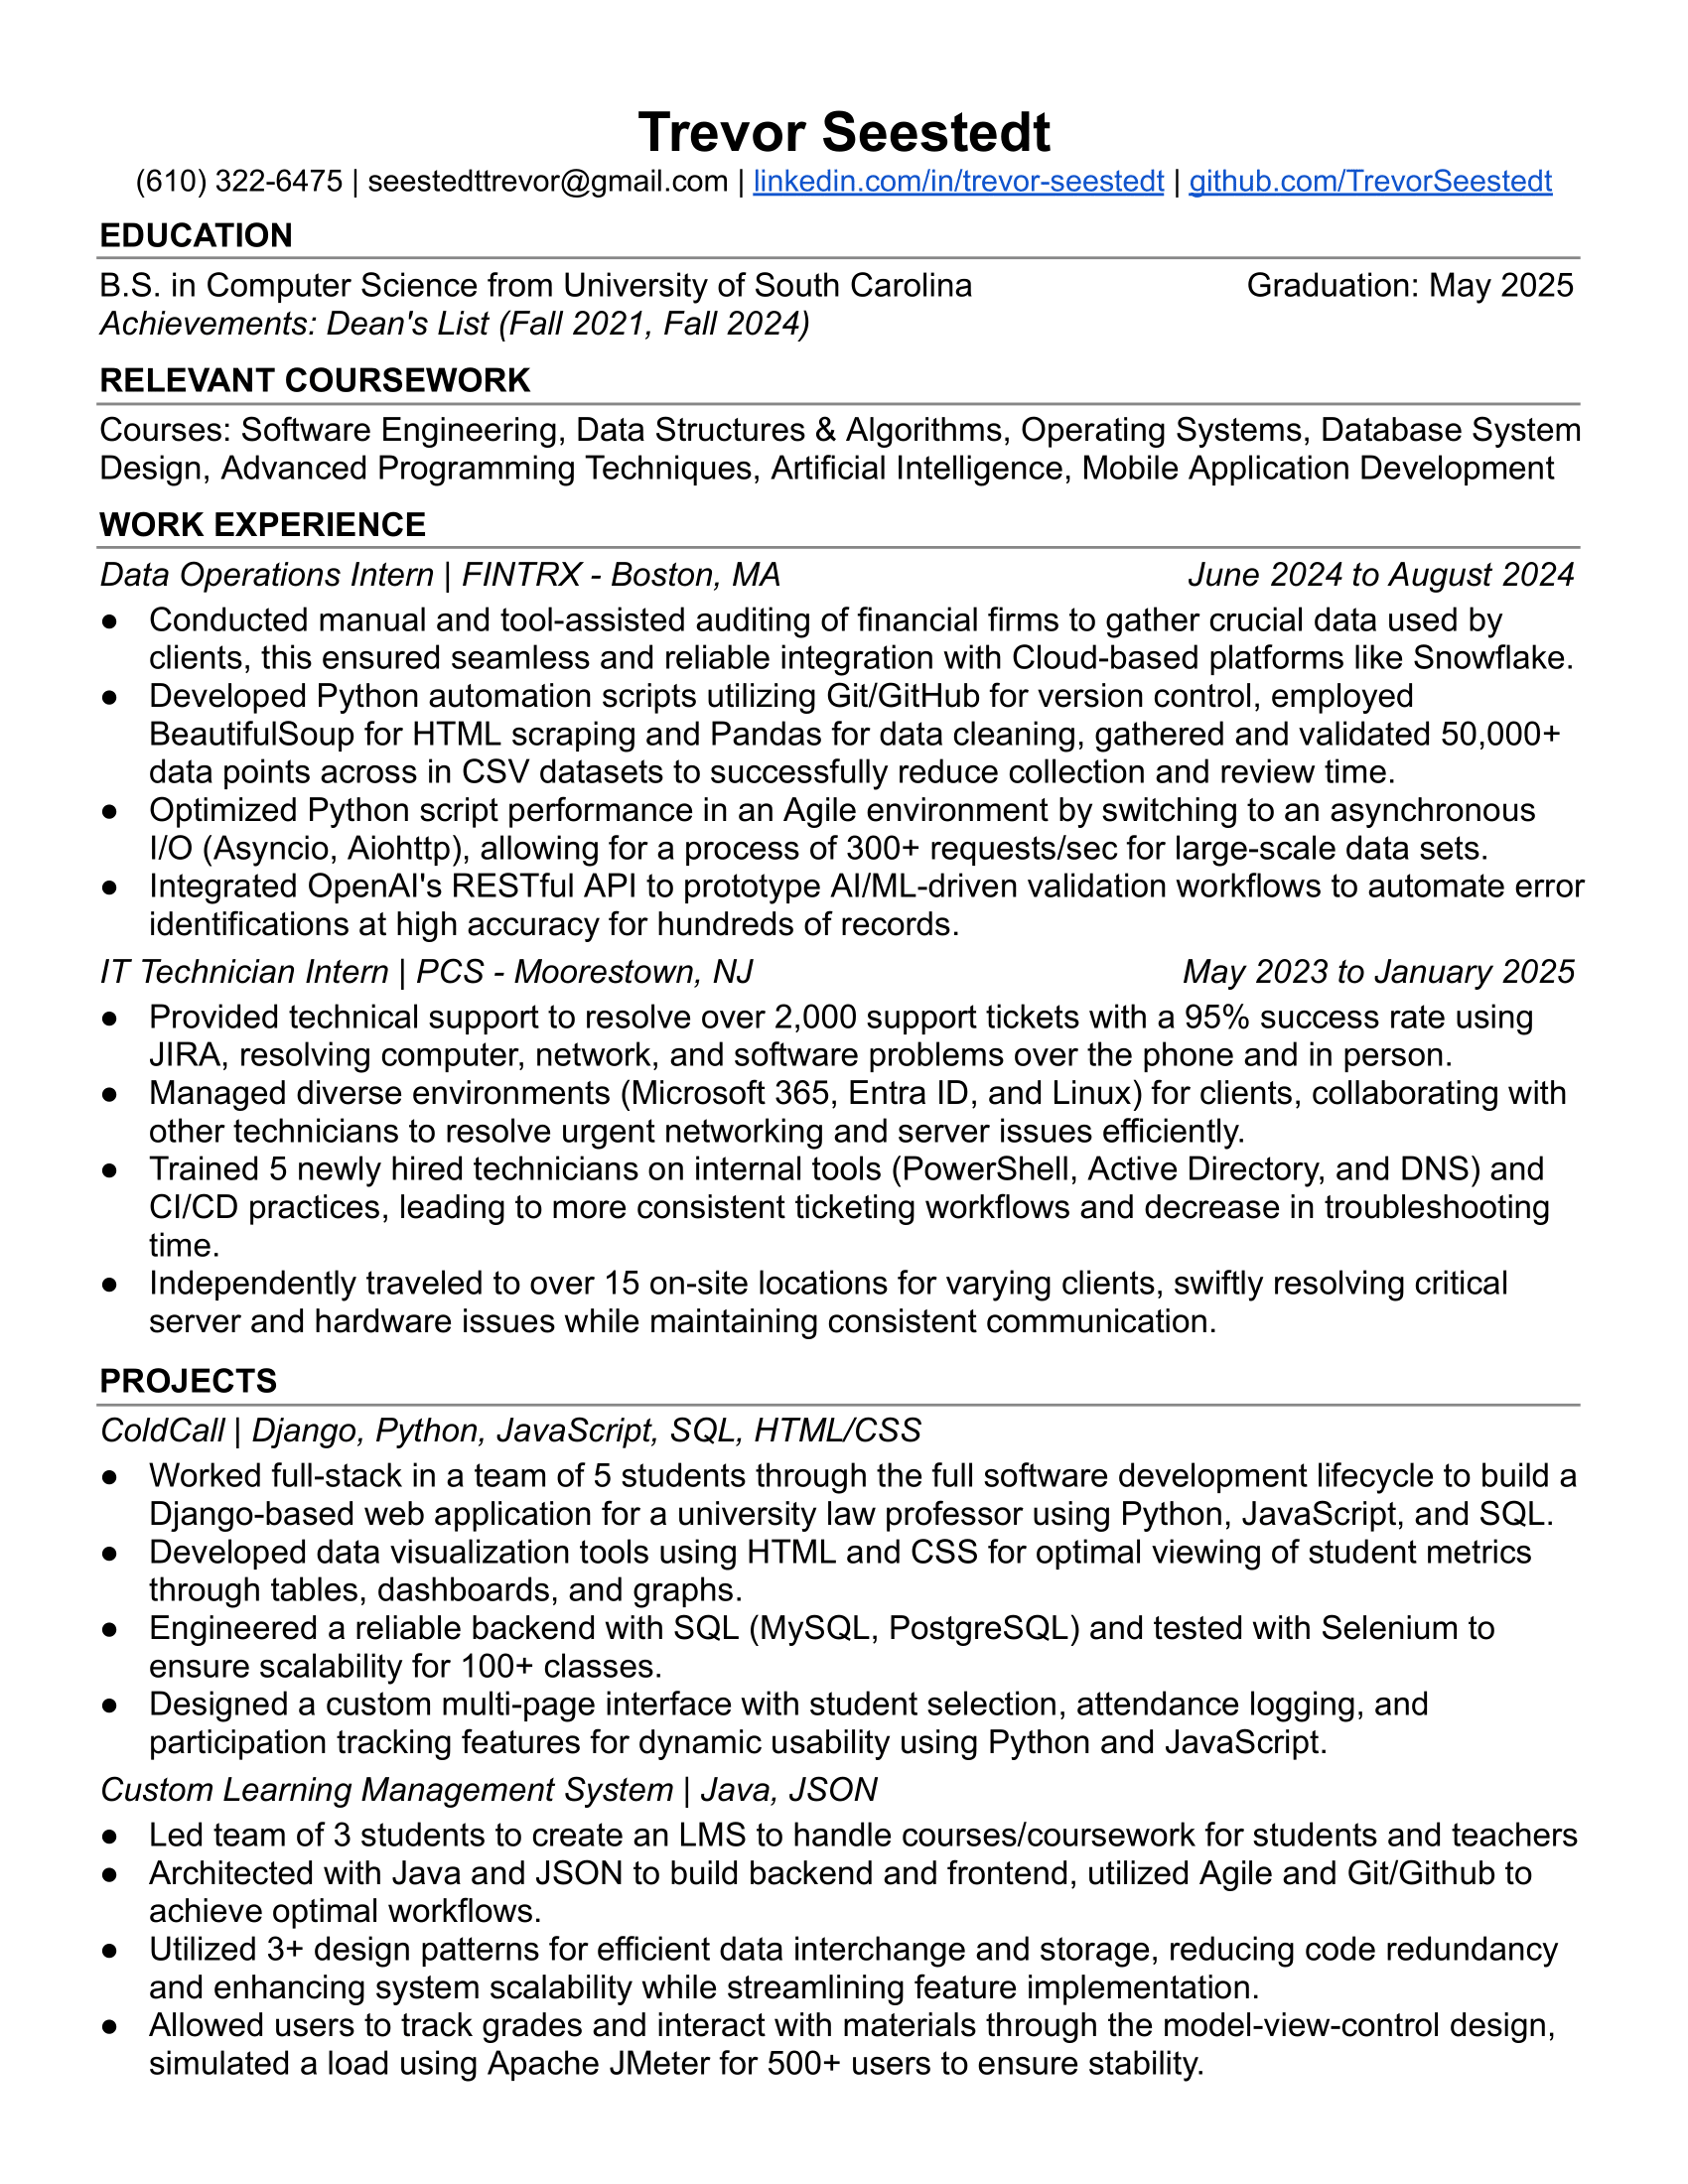 Trevor Seestedt
(610) 322-6475 | seestedttrevor@gmail.com | linkedin.com/in/trevor-seestedt | github.com/TrevorSeestedt
EDUCATION
B.S. in Computer Science from University of South Carolina Graduation: May 2025
Achievements: Dean's List (Fall 2021, Fall 2024)
RELEVANT COURSEWORK
Courses: Software Engineering, Data Structures & Algorithms, Operating Systems, Database System
Design, Advanced Programming Techniques, Artificial Intelligence, Mobile Application Development
WORK EXPERIENCE
Data Operations Intern | FINTRX - Boston, MA June 2024 to August 2024
● Conducted manual and tool-assisted auditing of financial firms to gather crucial data used by
clients, this ensured seamless and reliable integration with Cloud-based platforms like Snowflake.
● Developed Python automation scripts utilizing Git/GitHub for version control, employed
BeautifulSoup for HTML scraping and Pandas for data cleaning, gathered and validated 50,000+
data points across in CSV datasets to successfully reduce collection and review time.
● Optimized Python script performance in an Agile environment by switching to an asynchronous
I/O (Asyncio, Aiohttp), allowing for a process of 300+ requests/sec for large-scale data sets.
● Integrated OpenAI's RESTful API to prototype AI/ML-driven validation workflows to automate error
identifications at high accuracy for hundreds of records.
IT Technician Intern | PCS - Moorestown, NJ May 2023 to January 2025
● Provided technical support to resolve over 2,000 support tickets with a 95% success rate using
JIRA, resolving computer, network, and software problems over the phone and in person.
● Managed diverse environments (Microsoft 365, Entra ID, and Linux) for clients, collaborating with
other technicians to resolve urgent networking and server issues efficiently.
● Trained 5 newly hired technicians on internal tools (PowerShell, Active Directory, and DNS) and
CI/CD practices, leading to more consistent ticketing workflows and decrease in troubleshooting
time.
● Independently traveled to over 15 on-site locations for varying clients, swiftly resolving critical
server and hardware issues while maintaining consistent communication.
PROJECTS
ColdCall | Django, Python, JavaScript, SQL, HTML/CSS
● Worked full-stack in a team of 5 students through the full software development lifecycle to build a
Django-based web application for a university law professor using Python, JavaScript, and SQL.
● Developed data visualization tools using HTML and CSS for optimal viewing of student metrics
through tables, dashboards, and graphs.
● Engineered a reliable backend with SQL (MySQL, PostgreSQL) and tested with Selenium to
ensure scalability for 100+ classes.
● Designed a custom multi-page interface with student selection, attendance logging, and
participation tracking features for dynamic usability using Python and JavaScript.
Custom Learning Management System | Java, JSON
● Led team of 3 students to create an LMS to handle courses/coursework for students and teachers
● Architected with Java and JSON to build backend and frontend, utilized Agile and Git/Github to
achieve optimal workflows.
● Utilized 3+ design patterns for efficient data interchange and storage, reducing code redundancy
and enhancing system scalability while streamlining feature implementation.
● Allowed users to track grades and interact with materials through the model-view-control design,
simulated a load using Apache JMeter for 500+ users to ensure stability.